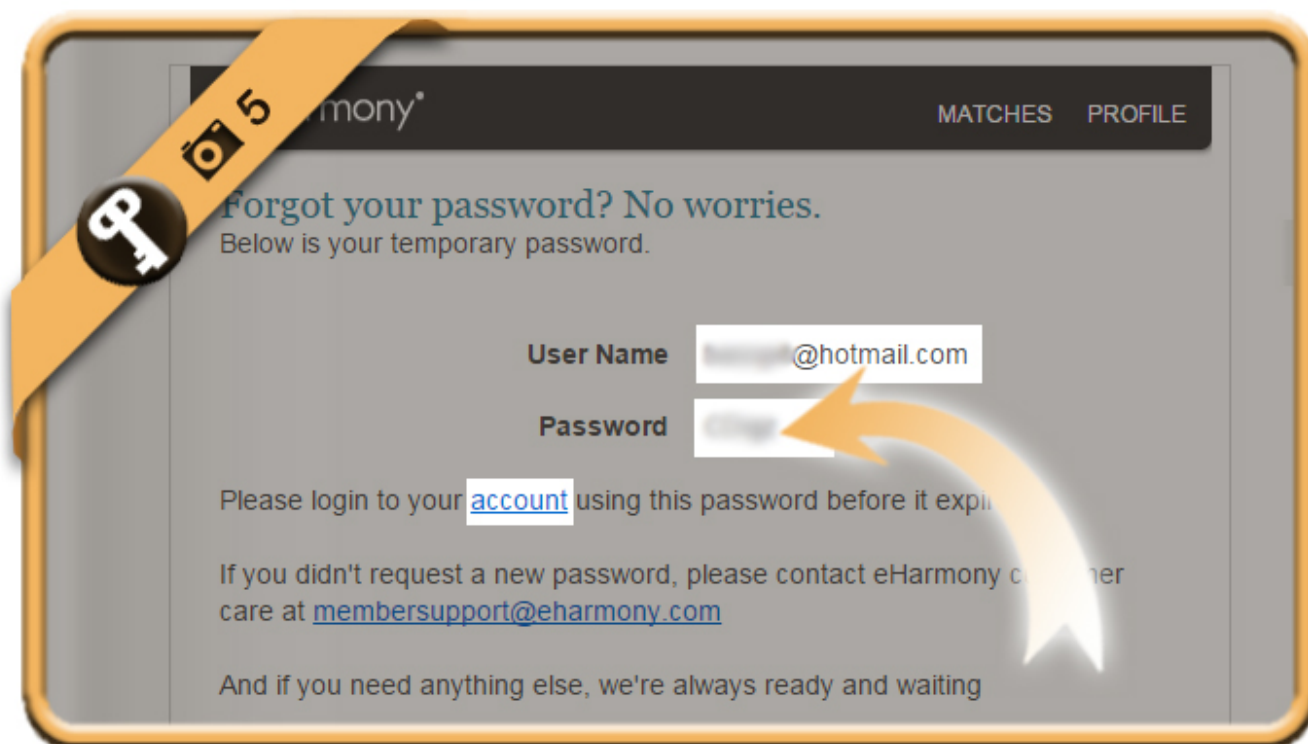 5
mony
MATCHES PROFILE
Forgot your password? No worries.
Below is your temporary password.
User Name @hotmail.com
Password
Please login to your account using this password before it expi
If you didn't request a new password, please contact eHarmony c mer
care at membersupport@eharmony.com
And if you need anything else, we're always ready and waiting